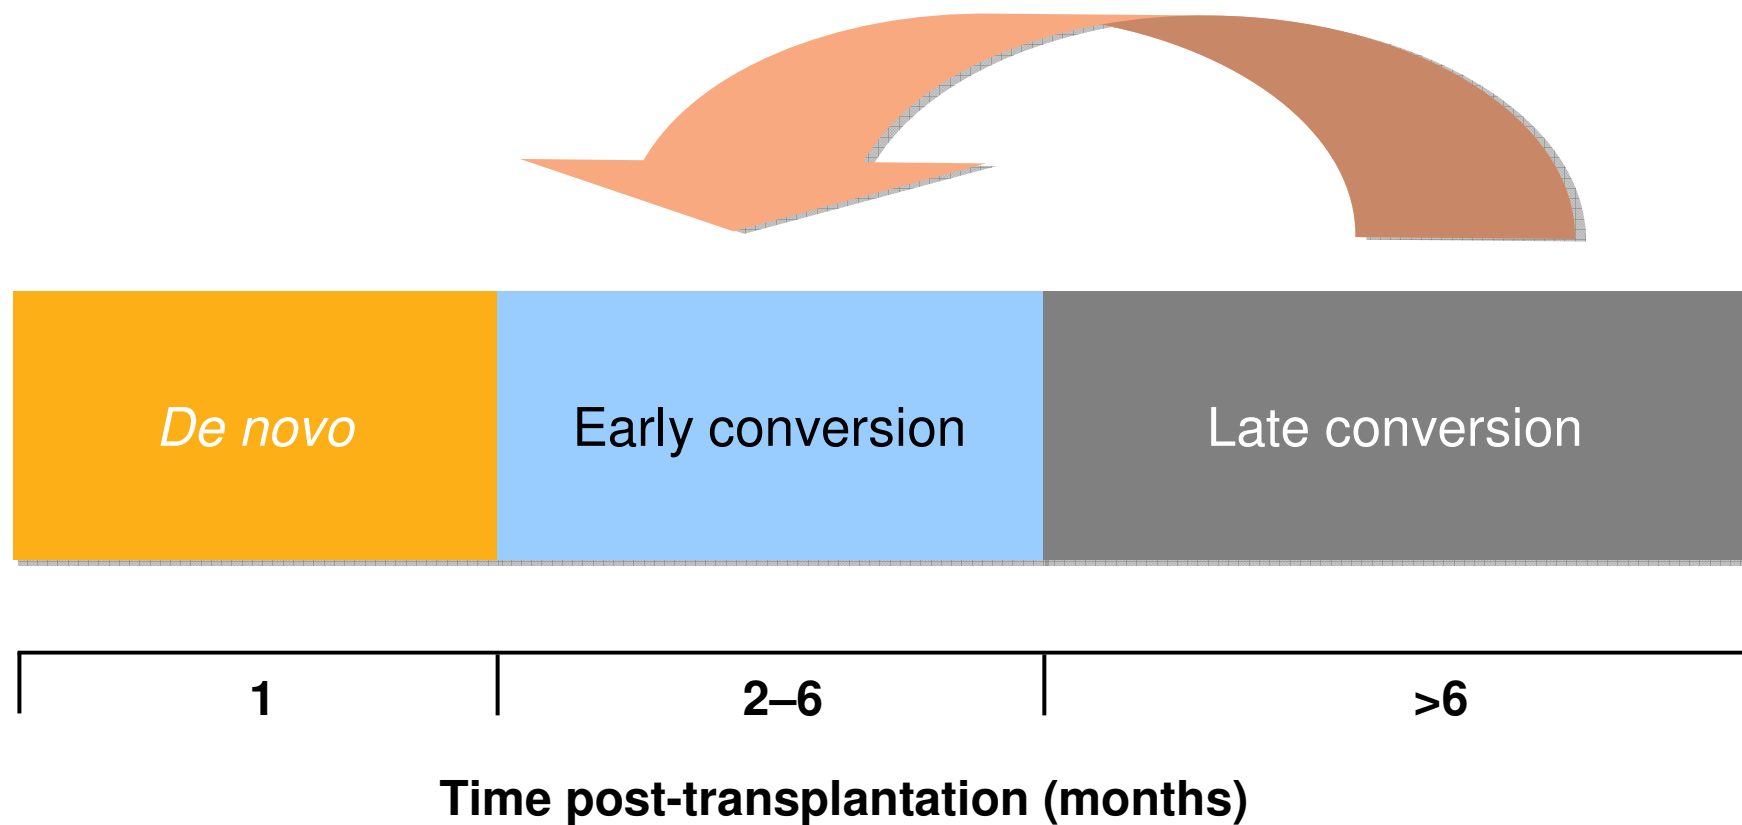 De novo
Early conversion
Late conversion
1
2–6
>6
Time post-transplantation (months)